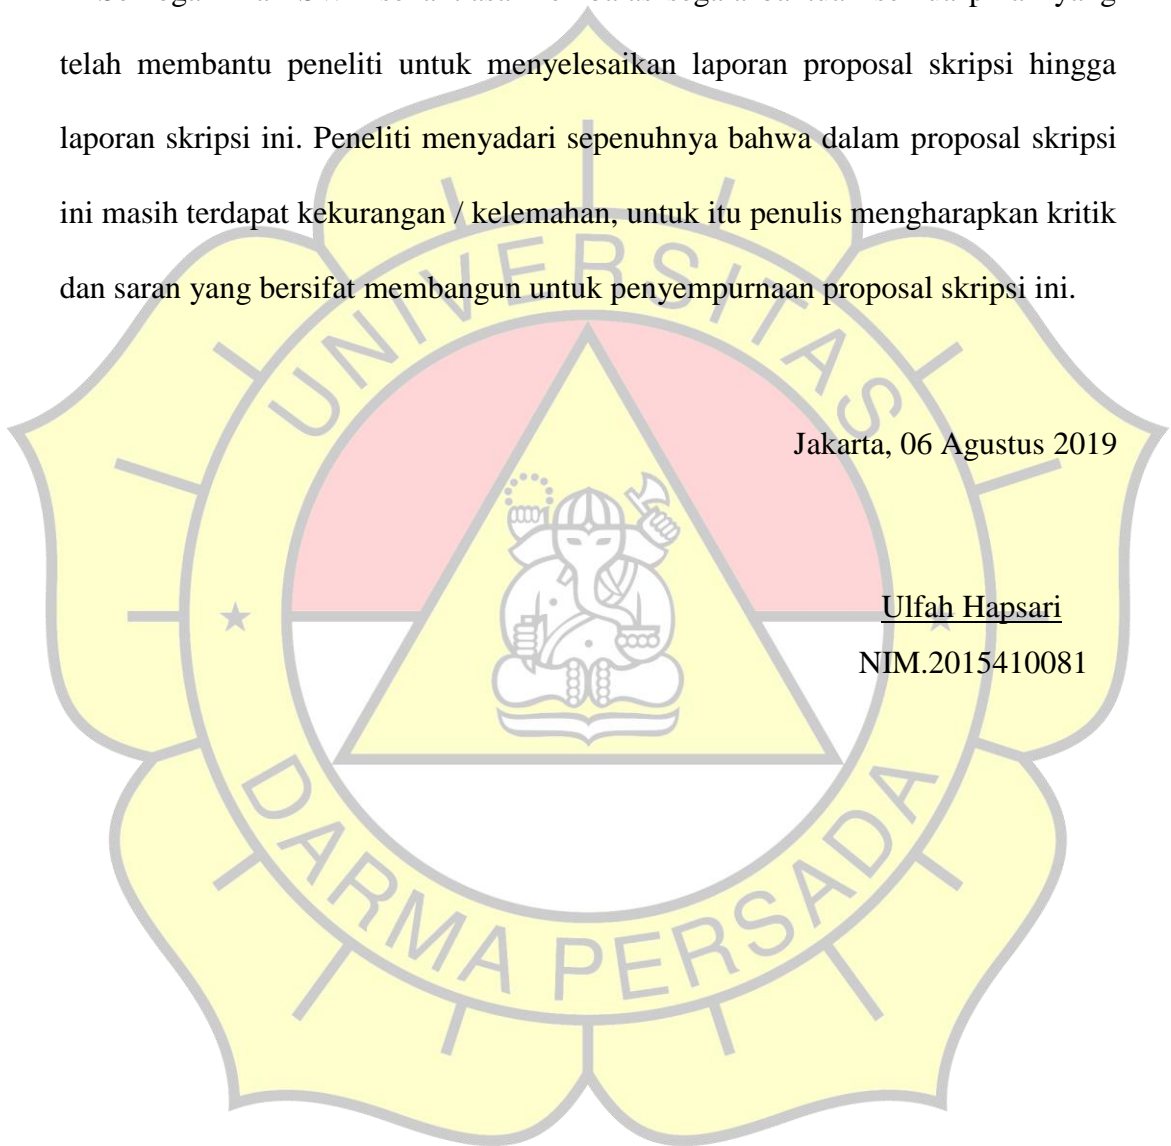 telah membantu peneliti untuk menyelesaikan laporan proposal skripsi hingga
laporan skripsi ini. Peneliti menyadari sepenuhnya bahwa dalam proposal skripsi
ini masih terdapat kekurangan / kelemahan, untuk itu penulis mengharapkan kritik
dan saran yang bersifat membangun untuk penyempurnaan proposal skripsi ini.
UNIVERSITAS
Jakarta, 06 Agustus 2019
Ulfah Hapsari
NIM.2015410081
DARMA PERSADA